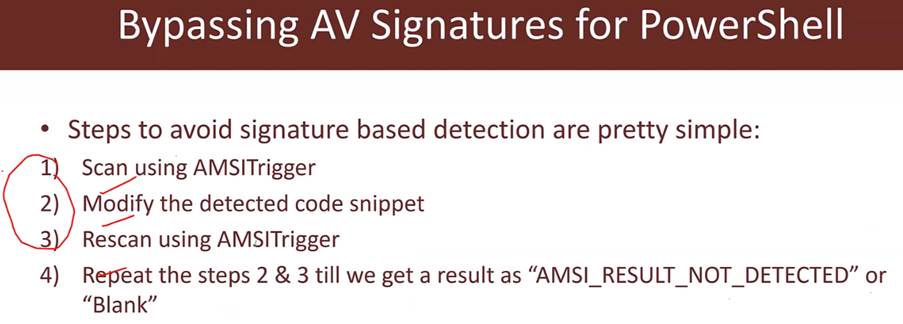 Bypassing AV Signatures for PowerShell
• Steps to avoid signature based detection are pretty simple:
1) Scan using AMSITrigger
2) Modify the detected code snippet
3) Rescan using AMSITrigger
4) Repeat the steps 2 & 3 till we get a result as “AMSI_RESULT_NOT_DETECTED” or
“Blank”